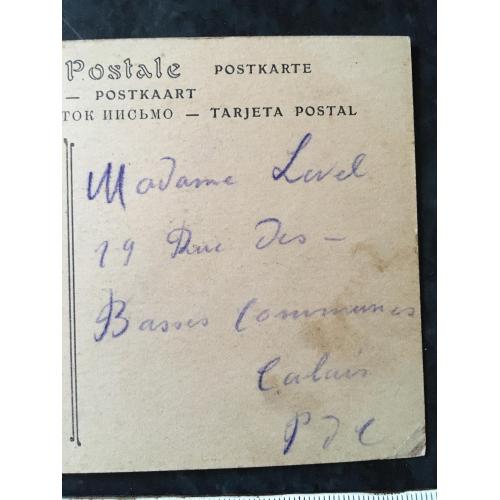 Postale POSTKARTE
— POSTKAART
ТОК ПИСЬМО — TARJETA POSTAL
Madame Level
19 Rue des —
Basses Communes
Calais
P d C